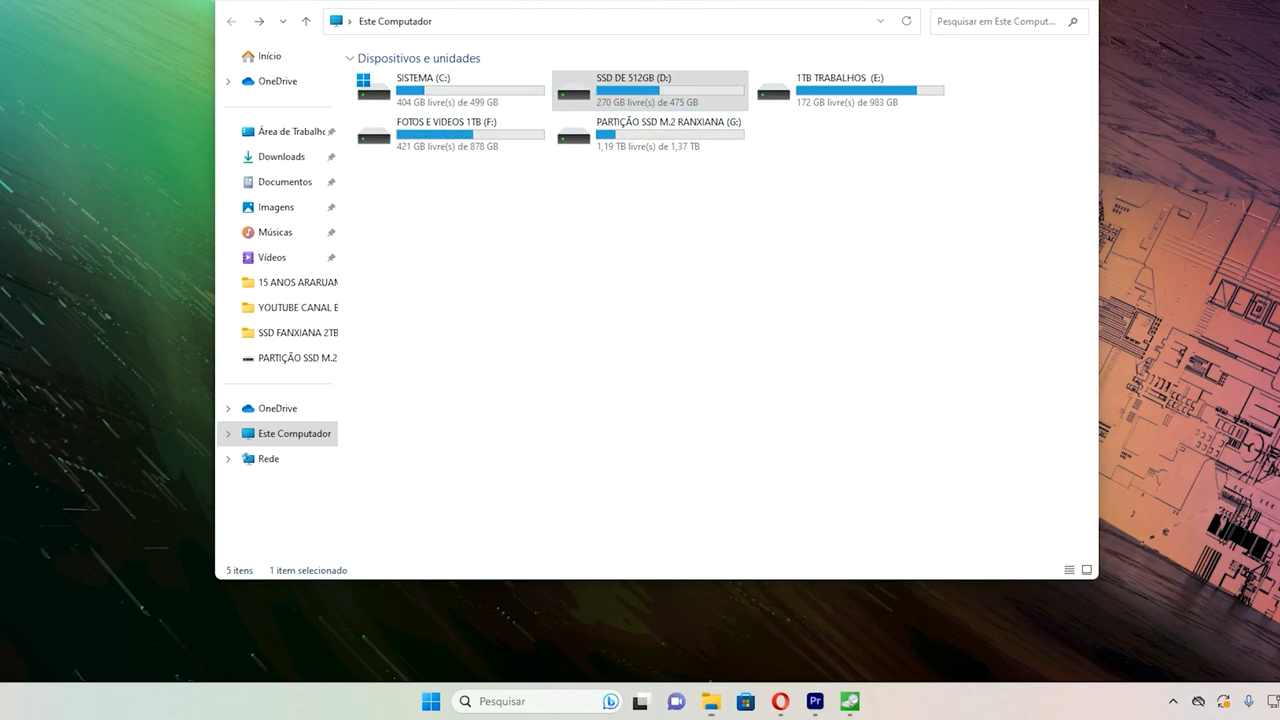 Este Computador
Pesquisar em Este Comput...
Início
OneDrive
Área de Trabalho
Downloads
Documentos
Imagens
Músicas
Vídeos
15 ANOS ARARUAM
YOUTUBE CANAL E
SSD FANXIANA 2TB
PARTIÇÃO SSD M.2
OneDrive
Este Computador
Rede
Dispositivos e unidades
SISTEMA (C:)
404 GB livre(s) de 499 GB
SSD DE 512GB (D:)
270 GB livre(s) de 475 GB
1TB TRABALHOS (E:)
172 GB livre(s) de 983 GB
FOTOS E VIDEOS 1TB (F:)
421 GB livre(s) de 878 GB
PARTIÇÃO SSD M.2 RANXIANA (G:)
1,19 TB livre(s) de 1,37 TB
5 itens
1 item selecionado
Pesquisar
Pr